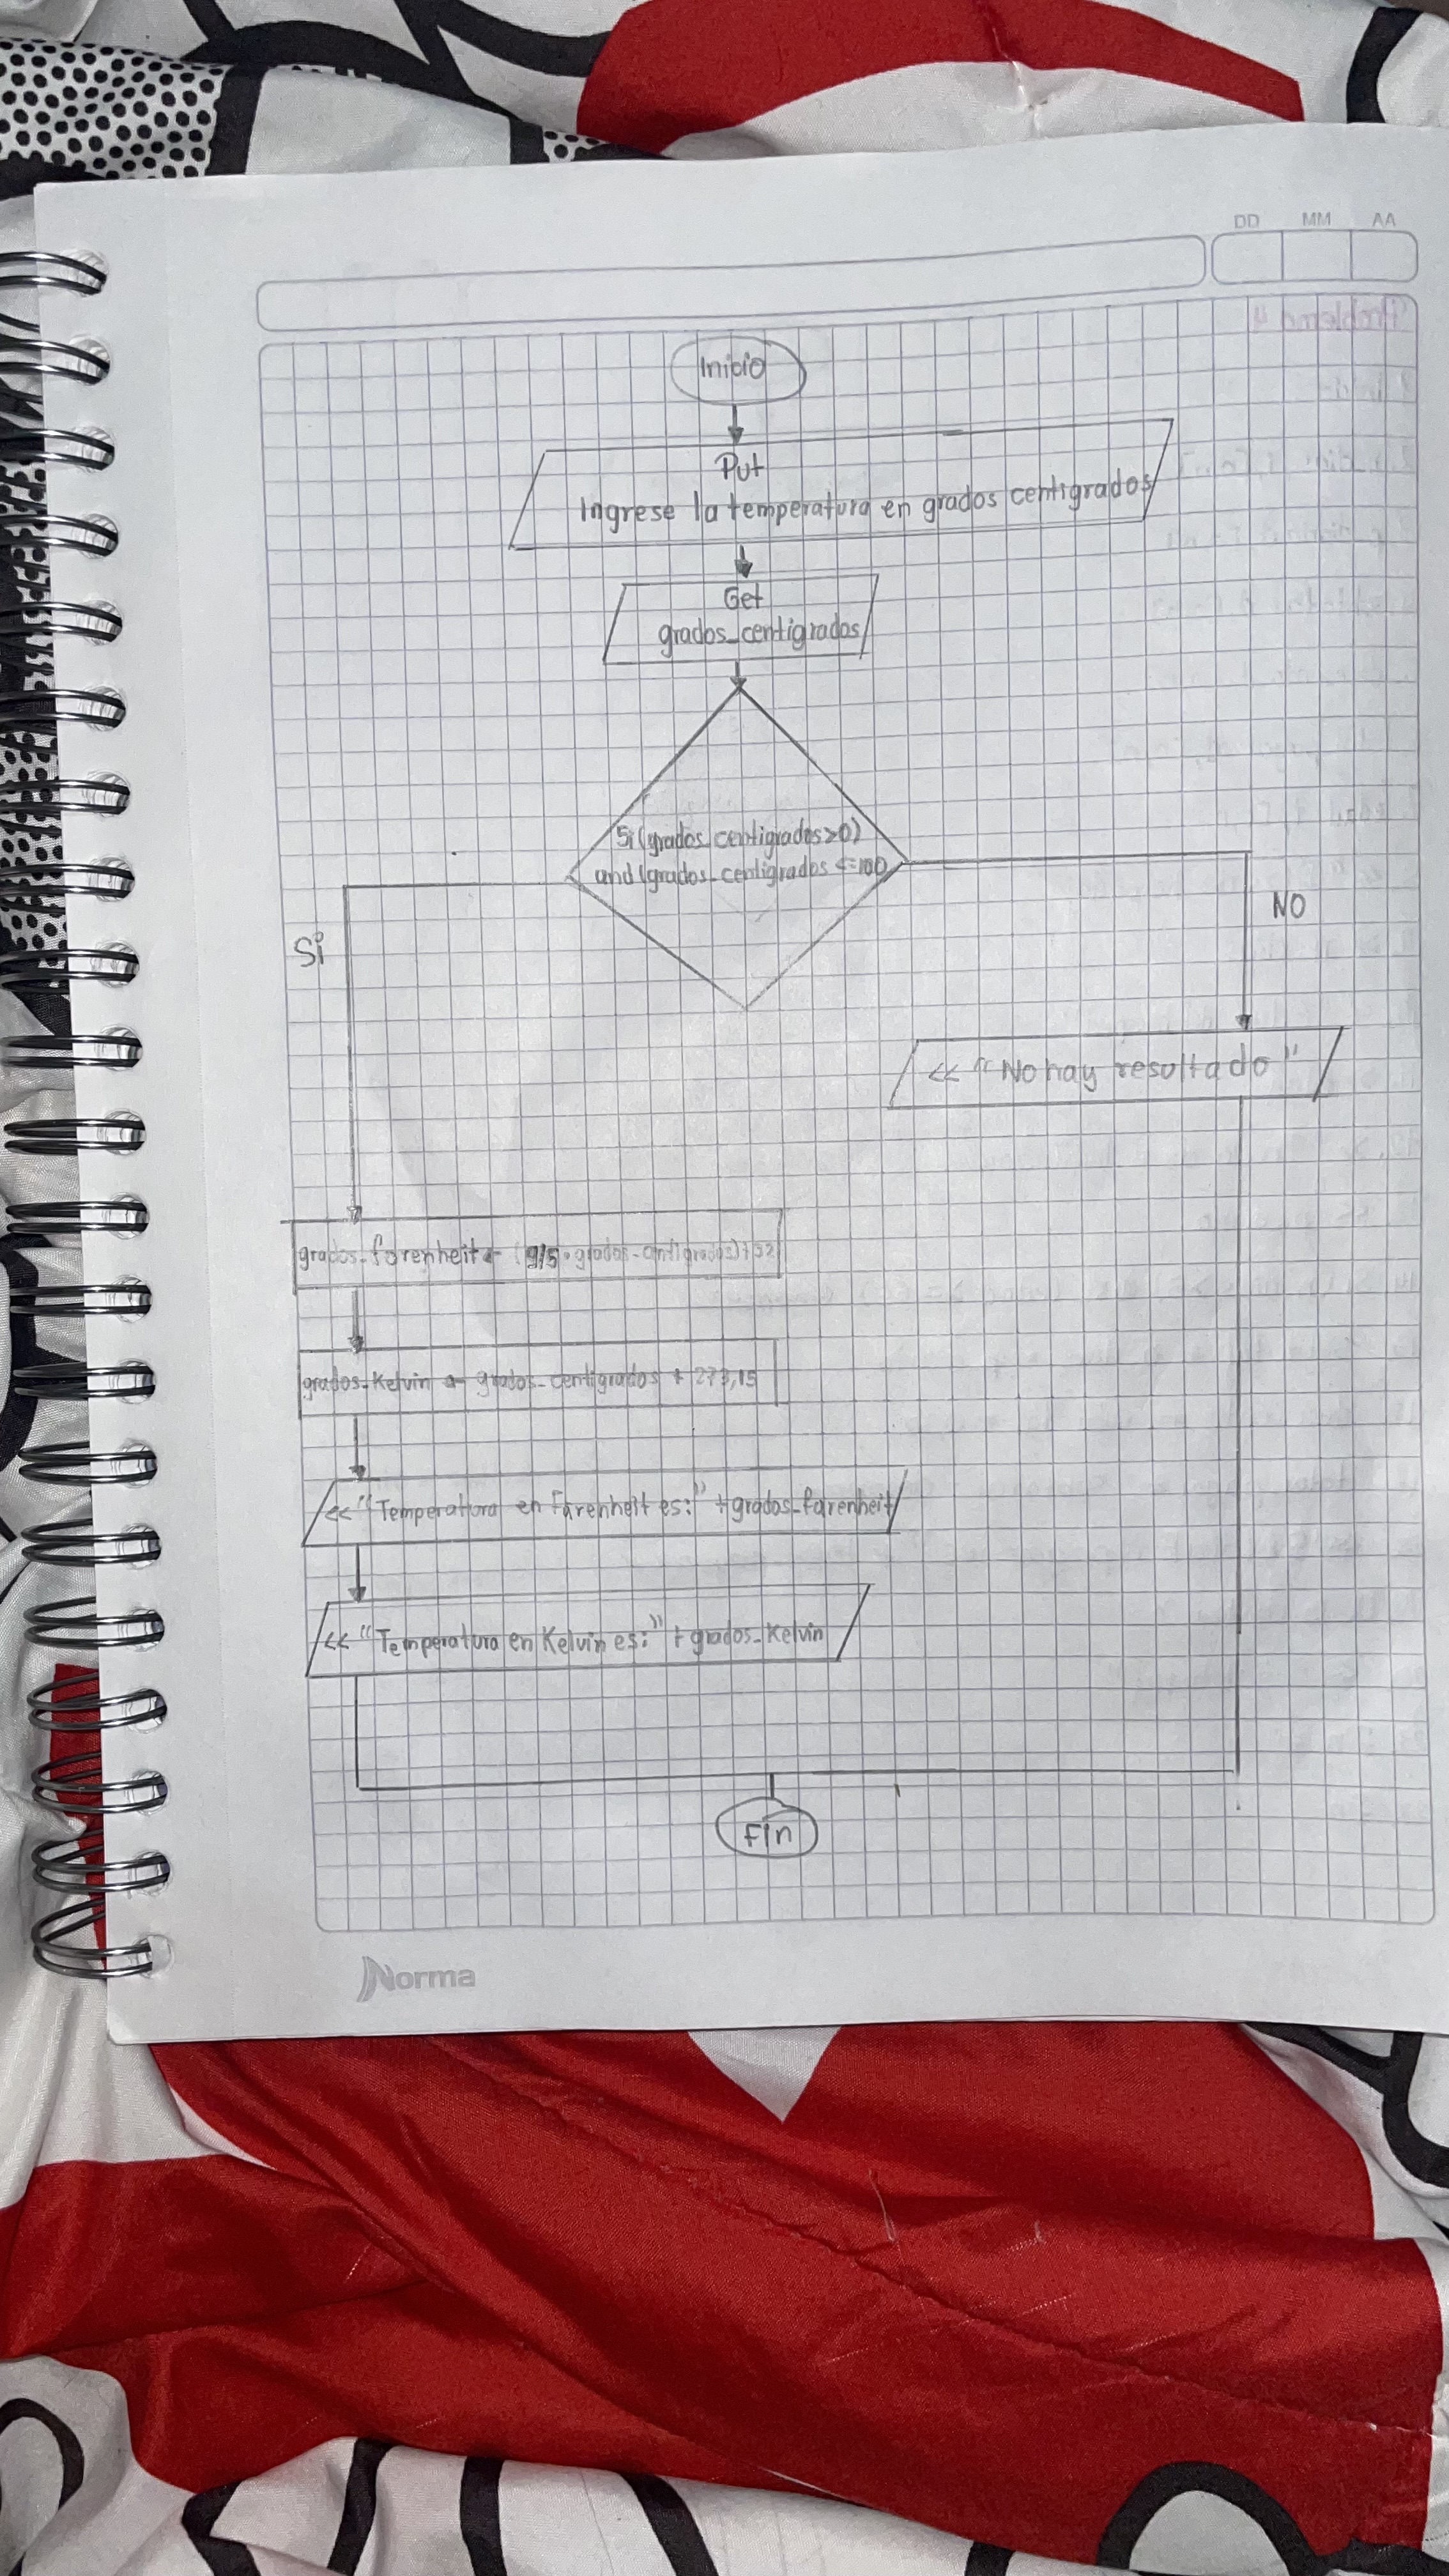 DD MM AA
Inicio
Put
Ingrese la temperatura en grados centigrados
Get
grados_centigrados
Si (grados_centigrados>0)
and (grados_centigrados <=100
Si
NO
<< "No hay resultado"
grados_farenheit ← (9/5*grados_centigrados)+32
grados_Kelvin ← grados_centigrados + 273,15
<< "Temperatura en Farenheit es:" + grados_farenheit
<< "Temperatura en Kelvin es:" + grados_Kelvin
Fin
Norma